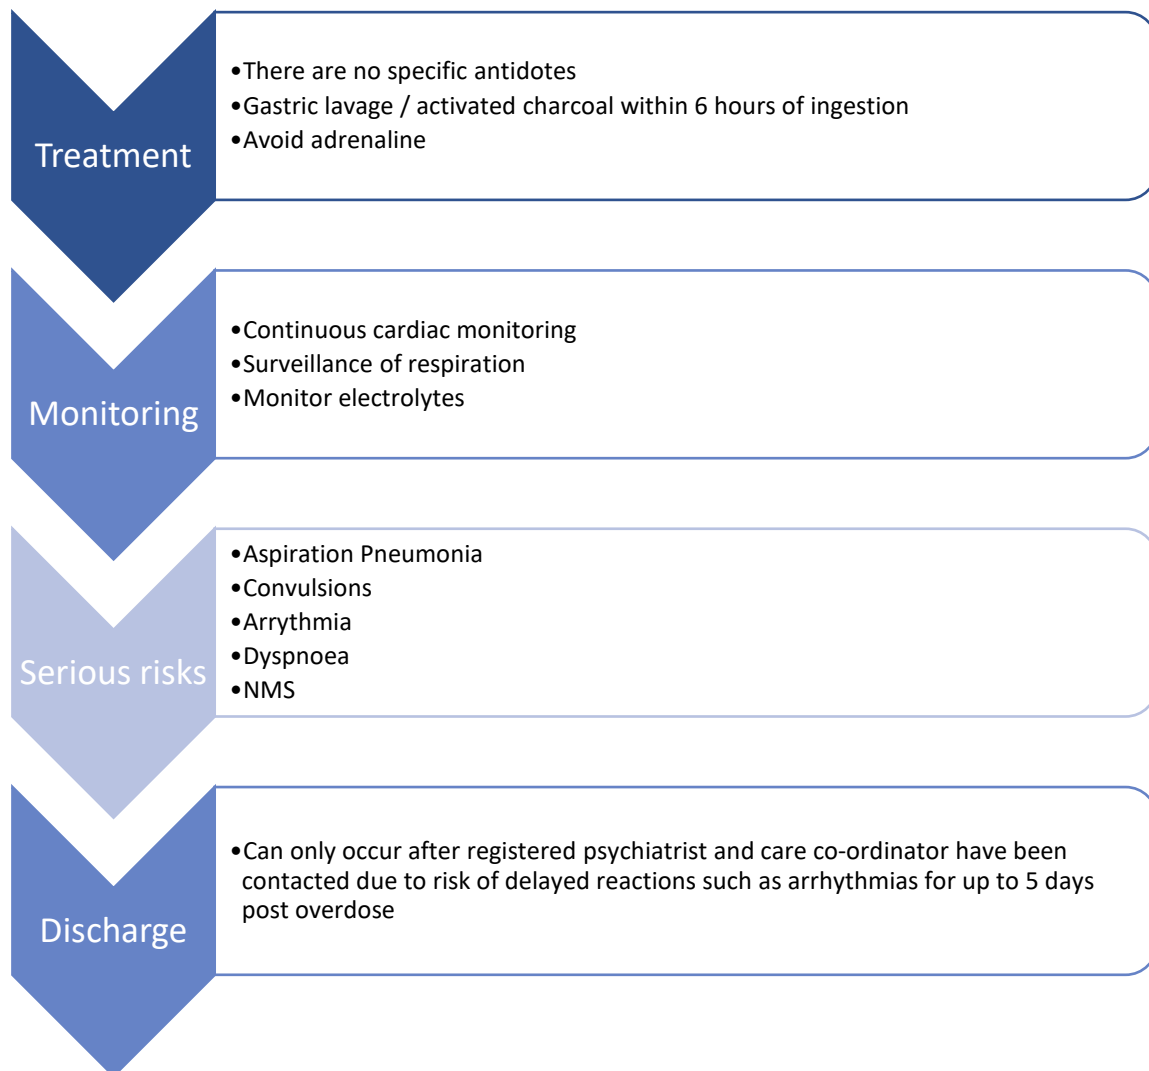 Treatment
•There are no specific antidotes
•Gastric lavage / activated charcoal within 6 hours of ingestion
•Avoid adrenaline
Monitoring
•Continuous cardiac monitoring
•Surveillance of respiration
•Monitor electrolytes
Serious risks
•Aspiration Pneumonia
•Convulsions
•Arrythmia
•Dyspnoea
•NMS
Discharge
•Can only occur after registered psychiatrist and care co-ordinator have been
contacted due to risk of delayed reactions such as arrhythmias for up to 5 days
post overdose